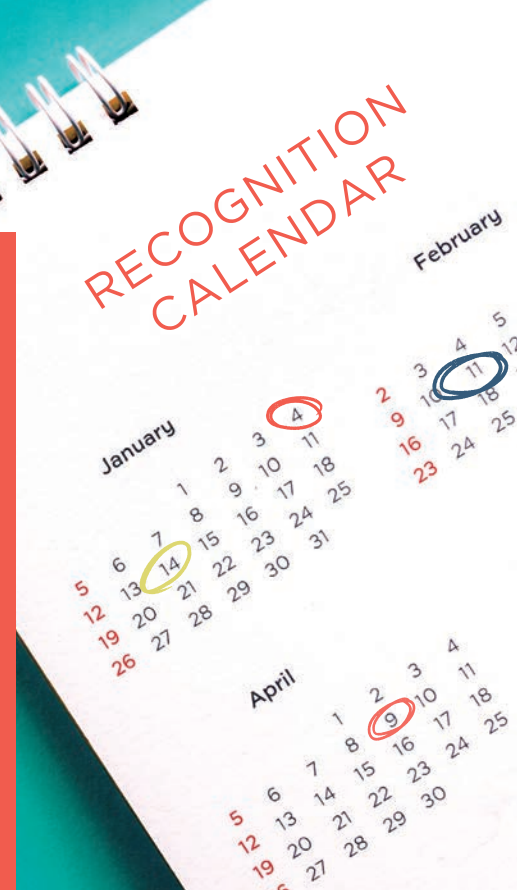 RECOGNITION
CALENDAR
January
1 2 3 4
5 6 7 8 9 10 11
12 13 14 15 16 17 18
19 20 21 22 23 24 25
26 27 28 29 30 31
February
2 3 4 5
9 10 11 12
16 17 18
23 24 25
April
1 2 3 4
5 6 7 8 9 10 11
12 13 14 15 16 17 18
19 20 21 22 23 24 25
27 28 29 30